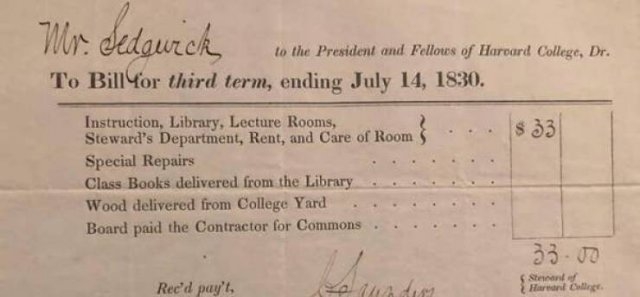 Mr. Sedgwick to the President and Fellows of Harvard College, Dr.
To Bill for third term, ending July 14, 1830.
Instruction, Library, Lecture Rooms,
Steward's Department, Rent, and Care of Room } . . . $ 33
Special Repairs . . . . . .
Class Books delivered from the Library . . . . . .
Wood delivered from College Yard . . . . . .
Board paid the Contractor for Commons . . . . . .
33-00
Rec'd pay't, Saunders { Steward of
Harvard College.